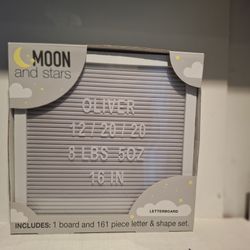 MOON
and stars
OLIVER
12/20/20
8 LBS 5OZ
16 IN
LETTERBOARD
INCLUDES: 1 board and 161 piece letter & shape set.